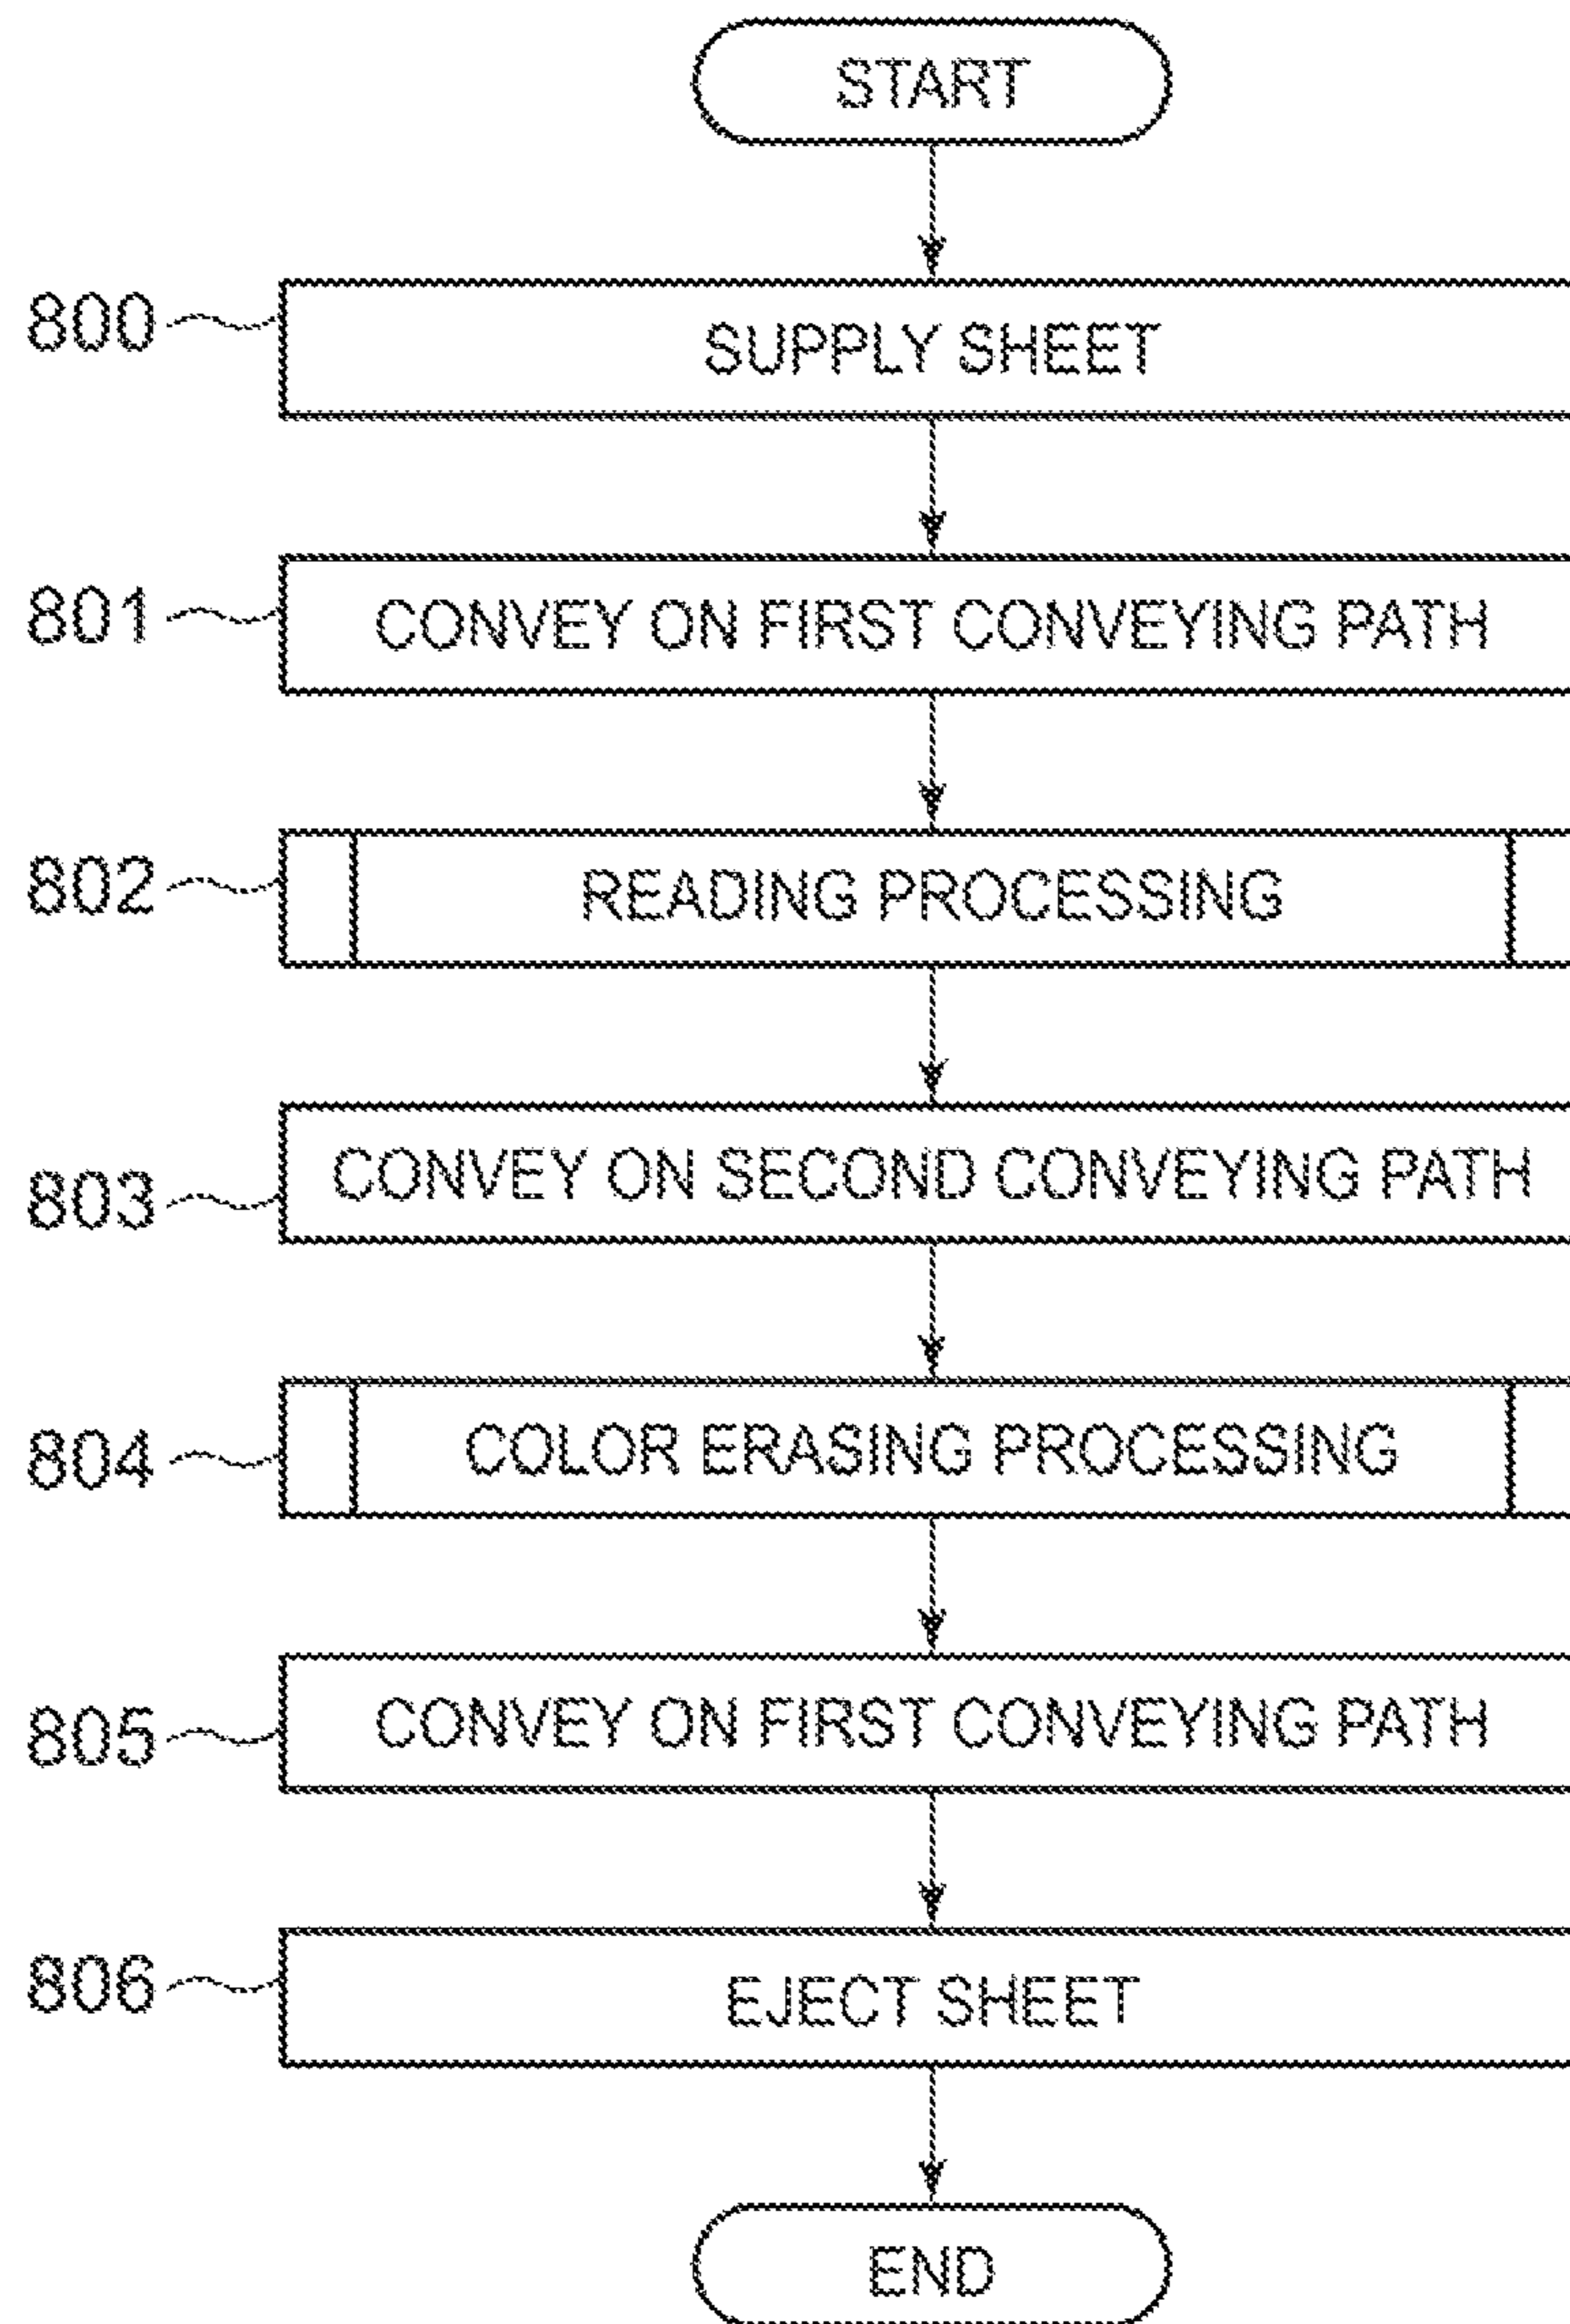 START
800 SUPPLY SHEET
801 CONVEY ON FIRST CONVEYING PATH
802 READING PROCESSING
803 CONVEY ON SECOND CONVEYING PATH
804 COLOR ERASING PROCESSING
805 CONVEY ON FIRST CONVEYING PATH
806 EJECT SHEET
END